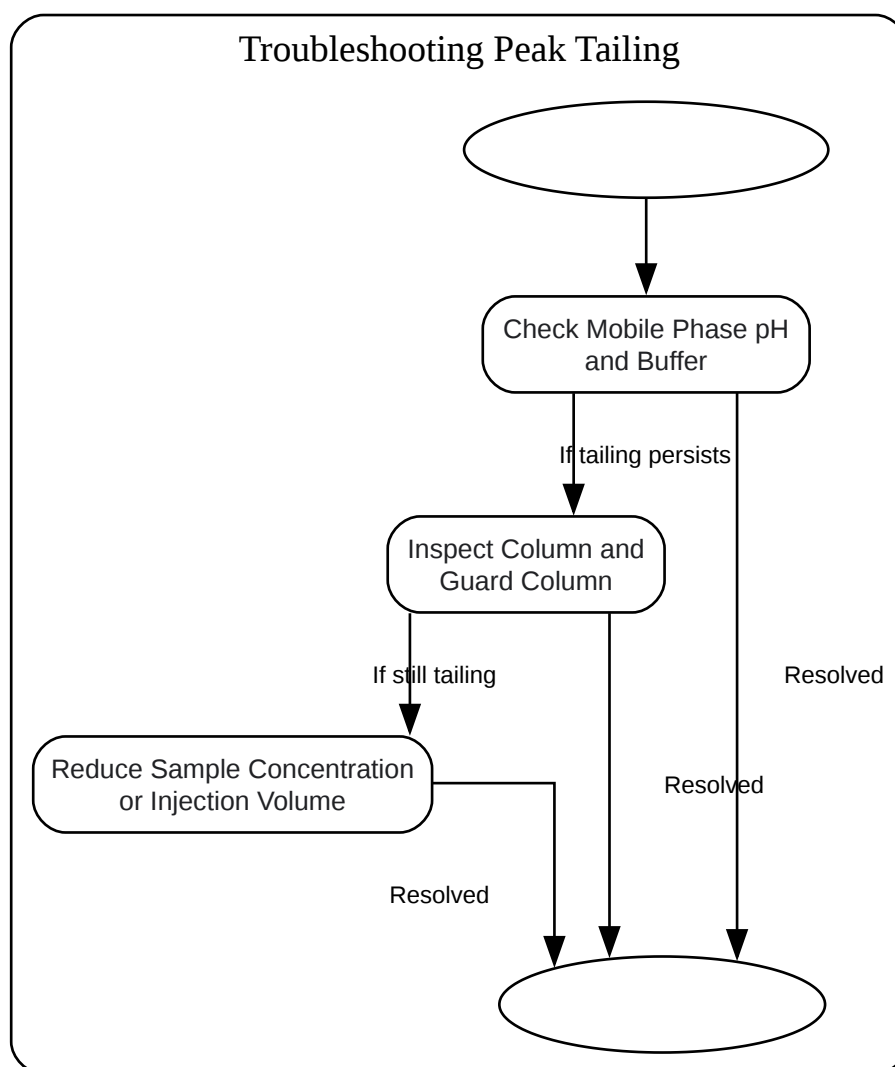 Troubleshooting Peak Tailing
Check Mobile Phase pH
and Buffer
If tailing persists
Inspect Column and
Guard Column
If still tailing
Resolved
Reduce Sample Concentration
or Injection Volume
Resolved
Resolved